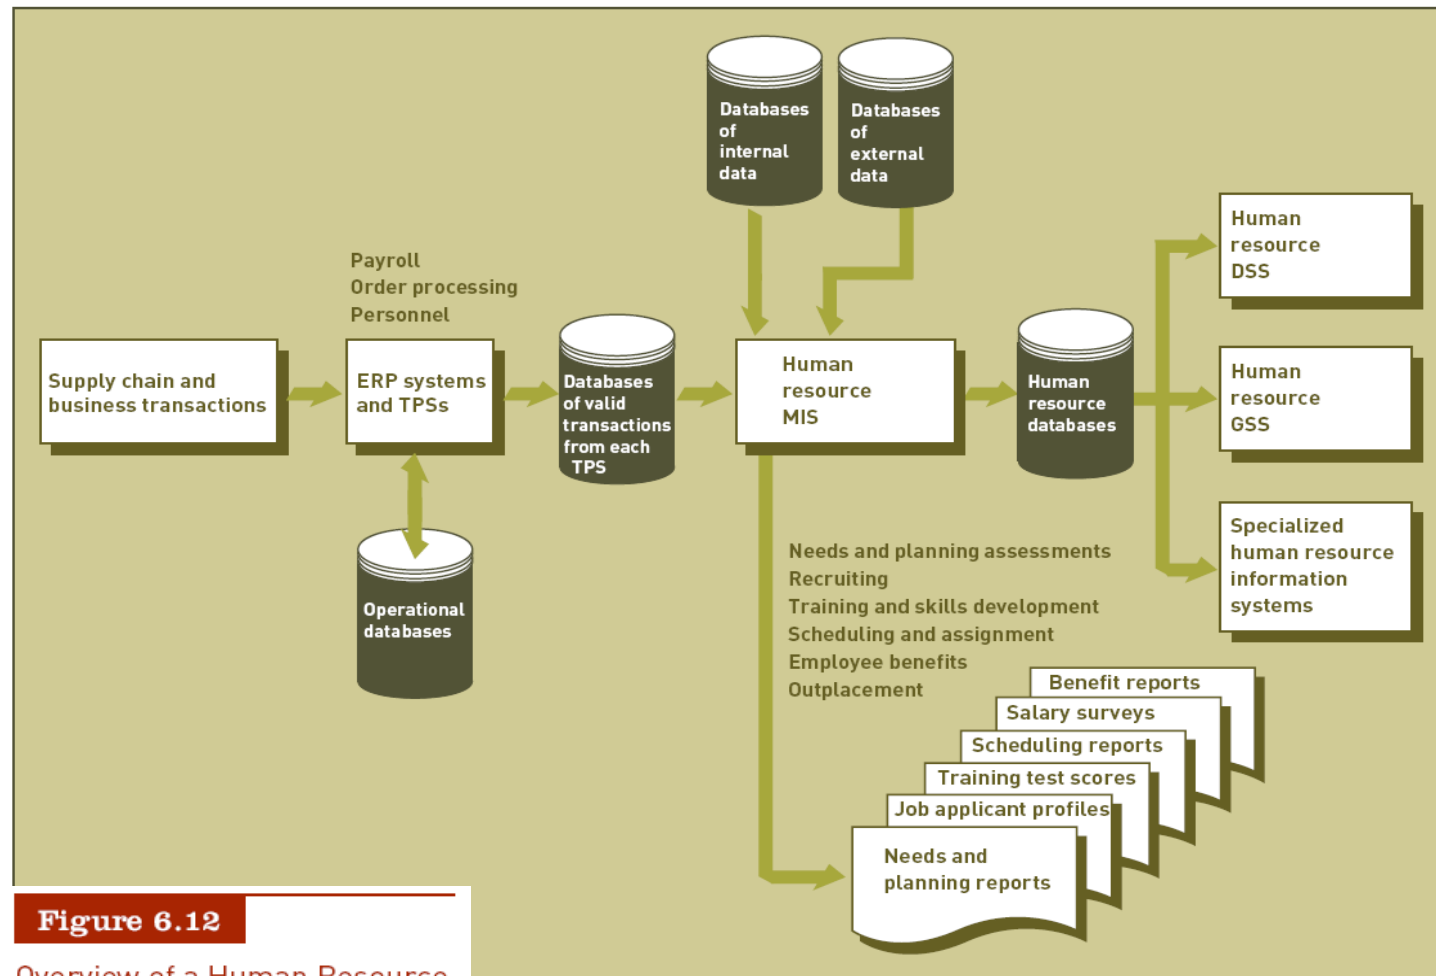 Databases
of
internal
data
Databases
of
external
data
Payroll
Order processing
Personnel
Supply chain and
business transactions
ERP systems
and TPSs
Databases
of valid
transactions
from each
TPS
Human
resource
MIS
Human
resource
databases
Human
resource
DSS
Human
resource
GSS
Specialized
human resource
information
systems
Operational
databases
Needs and planning assessments
Recruiting
Training and skills development
Scheduling and assignment
Employee benefits
Outplacement
Benefit reports
Salary surveys
Scheduling reports
Training test scores
Job applicant profiles
Needs and
planning reports
Figure 6.12
Overview of a Human Resource